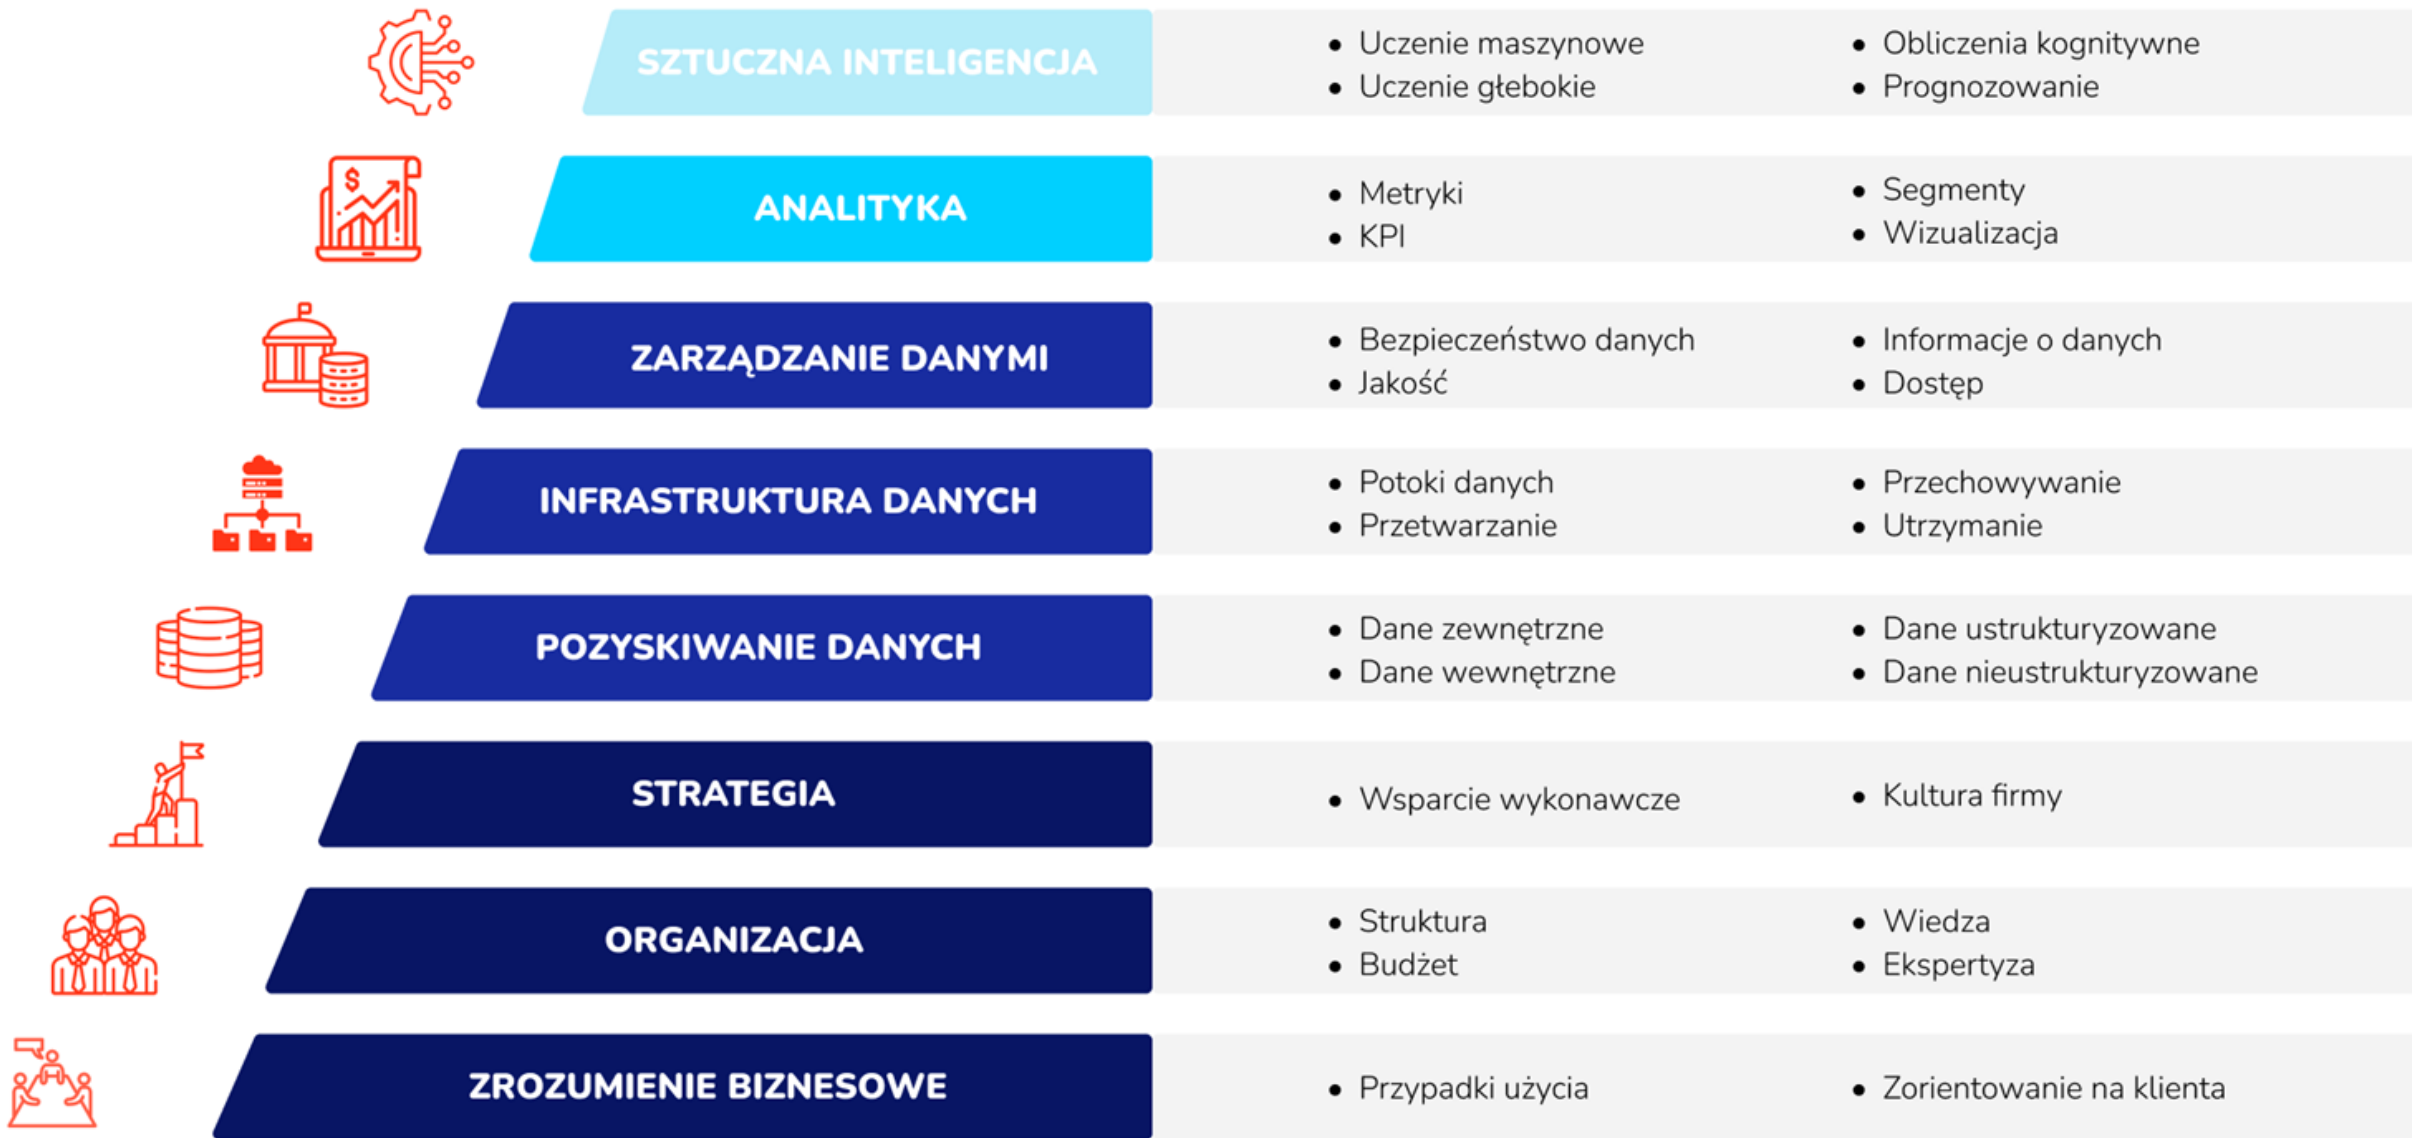 SZTUCZNA INTELIGENCJA
• Uczenie maszynowe
• Uczenie głebokie
• Obliczenia kognitywne
• Prognozowanie
ANALITYKA
• Metryki
• KPI
• Segmenty
• Wizualizacja
ZARZĄDZANIE DANYMI
• Bezpieczeństwo danych
• Jakość
• Informacje o danych
• Dostęp
INFRASTRUKTURA DANYCH
• Potoki danych
• Przetwarzanie
• Przechowywanie
• Utrzymanie
POZYSKIWANIE DANYCH
• Dane zewnętrzne
• Dane wewnętrzne
• Dane ustrukturyzowane
• Dane nieustrukturyzowane
STRATEGIA
• Wsparcie wykonawcze
• Kultura firmy
ORGANIZACJA
• Struktura
• Budżet
• Wiedza
• Ekspertyza
ZROZUMIENIE BIZNESOWE
• Przypadki użycia
• Zorientowanie na klienta